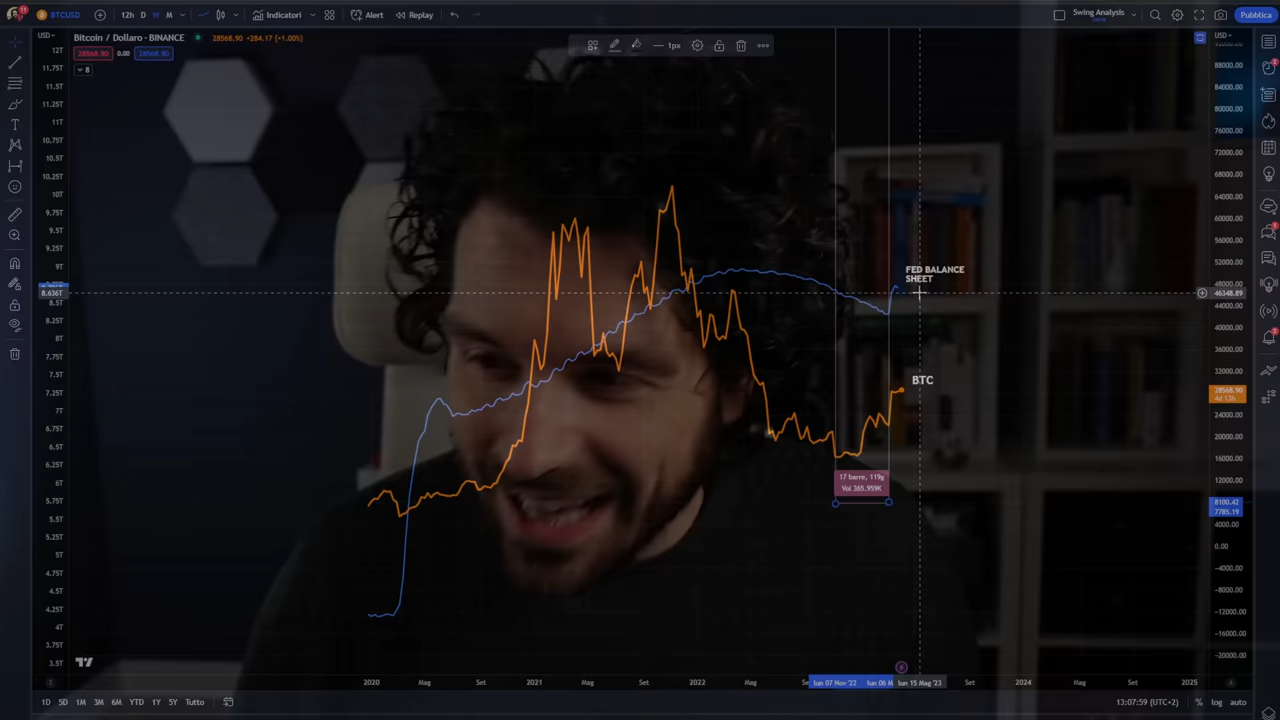 11
BTCUSD
12h D W M
Indicatori
Alert
Replay
Swing Analysis
Pubblica
USD
Bitcoin / Dollaro · BINANCE
28568.90 +284.17 (+1.00%)
28568.90 0.00 28568.90
8
1px
USD
12T
11.75T
11.5T
11.25T
11T
10.75T
10.5T
10.25T
10T
9.75T
9.5T
9.25T
9T
8.636T
8.5T
8.25T
8T
7.75T
7.5T
7.25T
7T
6.75T
6.5T
6.25T
6T
5.75T
5.5T
5.25T
5T
4.75T
4.5T
4.25T
4T
3.75T
3.5T
FED BALANCE
SHEET
BTC
17 barre, 119g
Vol 365.959K
88000.00
84000.00
80000.00
76000.00
72000.00
68000.00
64000.00
60000.00
56000.00
52000.00
48000.00
46348.89
44000.00
40000.00
36000.00
32000.00
28568.90
4d 13h
24000.00
20000.00
16000.00
12000.00
8100.42
7785.19
4000.00
0.00
−4000.00
−8000.00
−12000.00
−16000.00
−20000.00
2020 Mag Set 2021 Mag Set 2022 Mag Se lun 07 Nov '22 lun 06 M lun 15 Mag '23 Set 2024 Mag Set 2025
Z
A
1D 5D 1M 3M 6M YTD 1Y 5Y Tutto
13:07:59 (UTC+2) % log auto